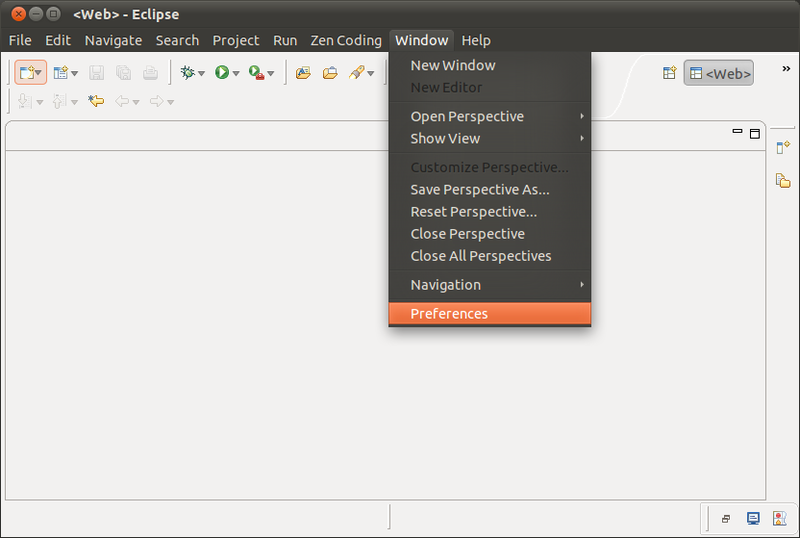 <Web> - Eclipse
File Edit Navigate Search Project Run Zen Coding Window Help
New Window
New Editor
Open Perspective
Show View
Customize Perspective...
Save Perspective As...
Reset Perspective...
Close Perspective
Close All Perspectives
Navigation
Preferences
<Web>